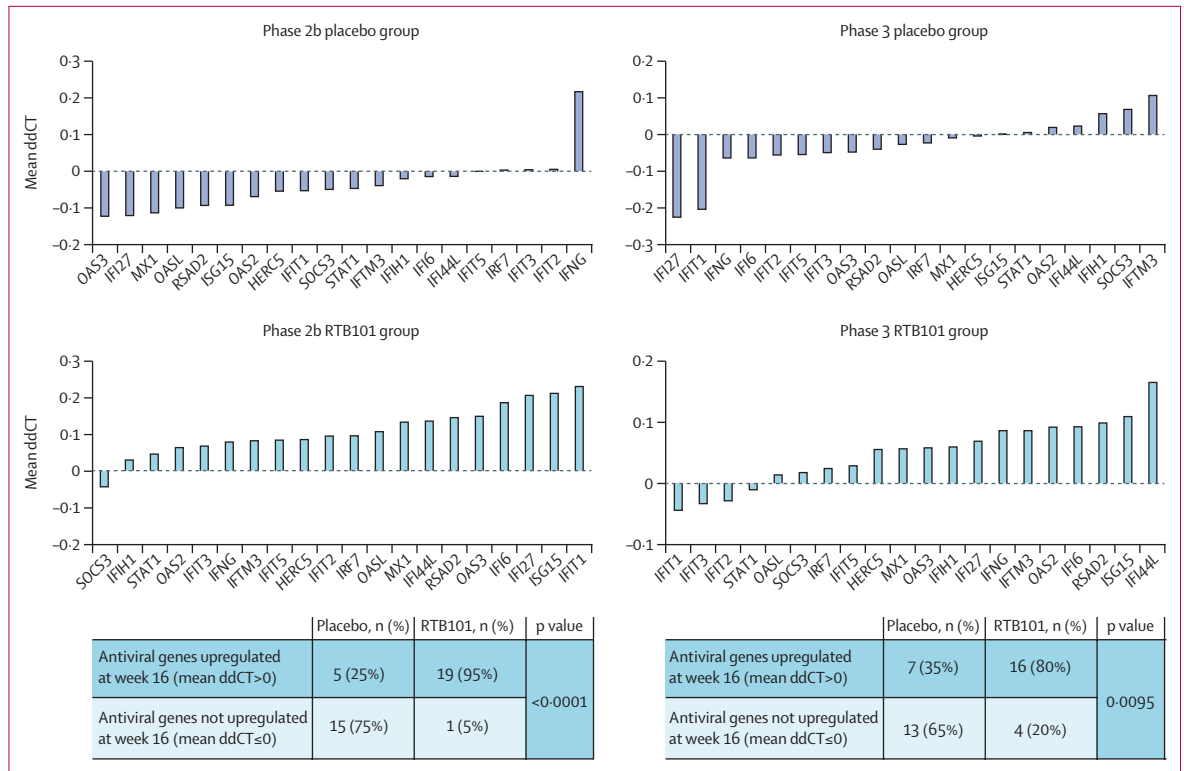 Phase 2b placebo group
Mean ddCT
0·3
0·2
0·1
0
–0·1
–0·2
OAS3
IFI27
MX1
OASL
RSAD2
ISG15
OAS2
HERC5
IFIT1
SOCS3
STAT1
IFTM3
IFIH1
IFI6
IFI44L
IFIT5
IRF7
IFIT3
IFIT2
IFNG
Phase 3 placebo group
0·2
0·1
0
–0·1
–0·2
–0·3
IFI27
IFIT1
IFNG
IFI6
IFIT2
IFIT5
IFIT3
OAS3
RSAD2
OASL
IRF7
MX1
HERC5
ISG15
STAT1
OAS2
IFI44L
IFIH1
SOCS3
IFTM3
Phase 2b RTB101 group
Mean ddCT
0·3
0·2
0·1
0
–0·1
–0·2
SOCS3
IFIH1
STAT1
OAS2
IFIT3
IFNG
IFTM3
IFIT5
HERC5
IFIT2
IRF7
OASL
MX1
IFI44L
RSAD2
OAS3
IFI6
IFI27
ISG15
IFIT1
Phase 3 RTB101 group
0·2
0·1
0
–0·1
IFIT1
IFIT3
IFIT2
STAT1
OASL
SOCS3
IRF7
IFIT5
HERC5
MX1
OAS3
IFIH1
IFI27
IFNG
IFTM3
OAS2
IFI6
RSAD2
ISG15
IFI44L
Placebo, n (%) RTB101, n (%) p value
Antiviral genes upregulated
at week 16 (mean ddCT>0)
5 (25%) 19 (95%)
<0·0001
Antiviral genes not upregulated
at week 16 (mean ddCT≤0)
15 (75%) 1 (5%)
Placebo, n (%) RTB101, n (%) p value
Antiviral genes upregulated
at week 16 (mean ddCT>0)
7 (35%) 16 (80%)
0·0095
Antiviral genes not upregulated
at week 16 (mean ddCT≤0)
13 (65%) 4 (20%)